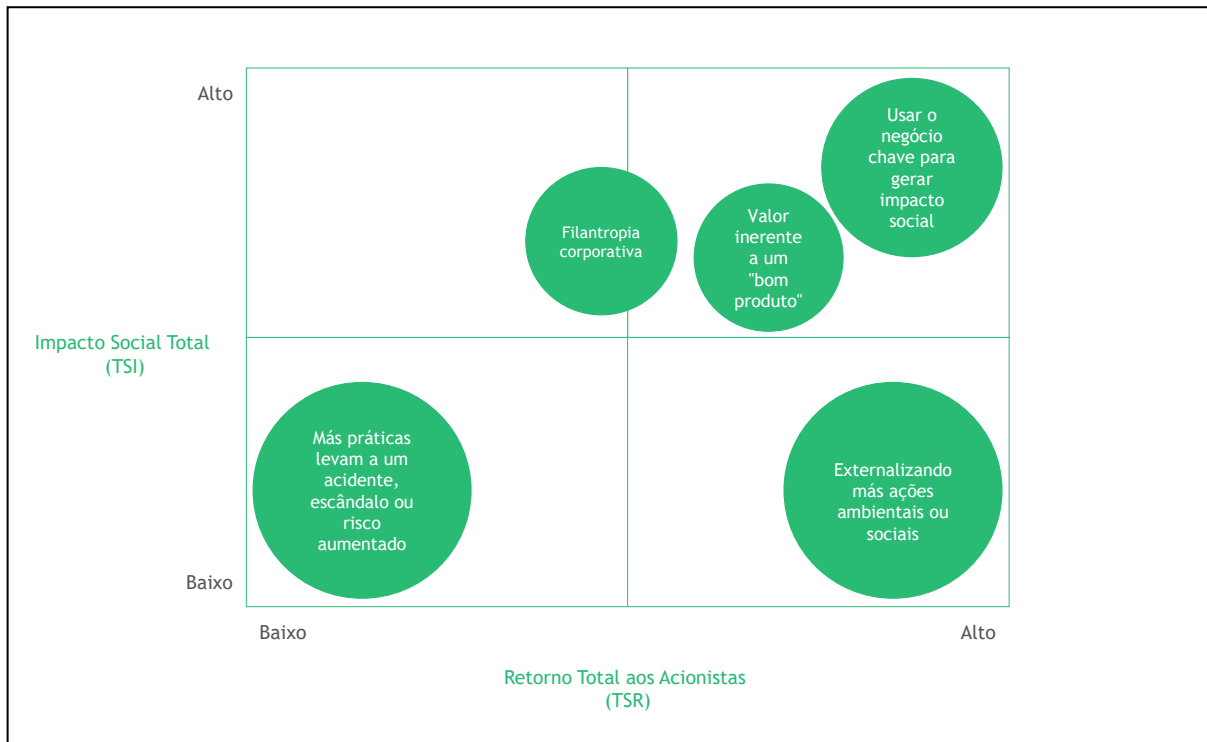 Alto
Usar o
negócio
chave para
gerar
impacto
social
Filantropia
corporativa
Valor
inerente
a um
"bom
produto"
Impacto Social Total
(TSI)
Más práticas
levam a um
acidente,
escândalo ou
risco
aumentado
Externalizando
más ações
ambientais ou
sociais
Baixo
Baixo
Alto
Retorno Total aos Acionistas
(TSR)